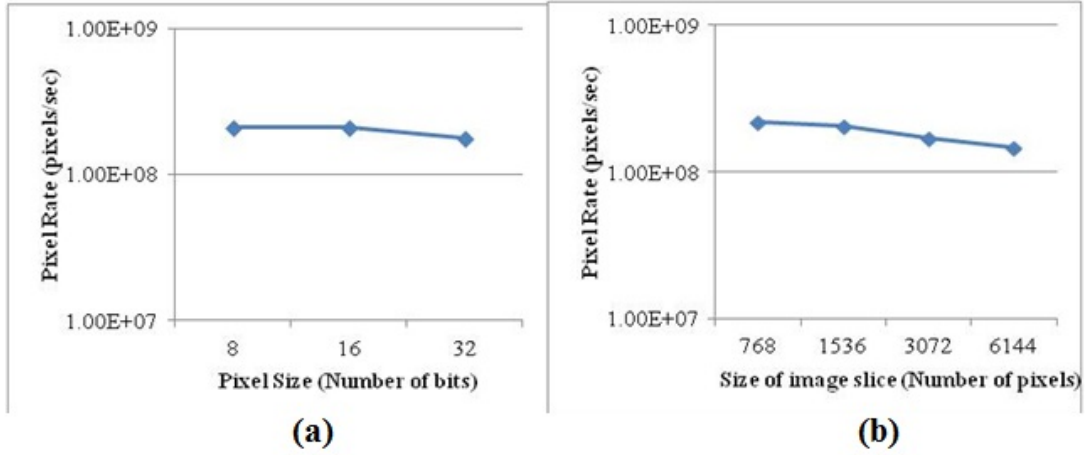 1.00E+09
1.00E+08
1.00E+07
Pixel Rate (pixels/sec)
8 16 32
Pixel Size (Number of bits)
(a)
1.00E+09
1.00E+08
1.00E+07
Pixel Rate (pixels/sec)
768 1536 3072 6144
Size of image slice (Number of pixels)
(b)